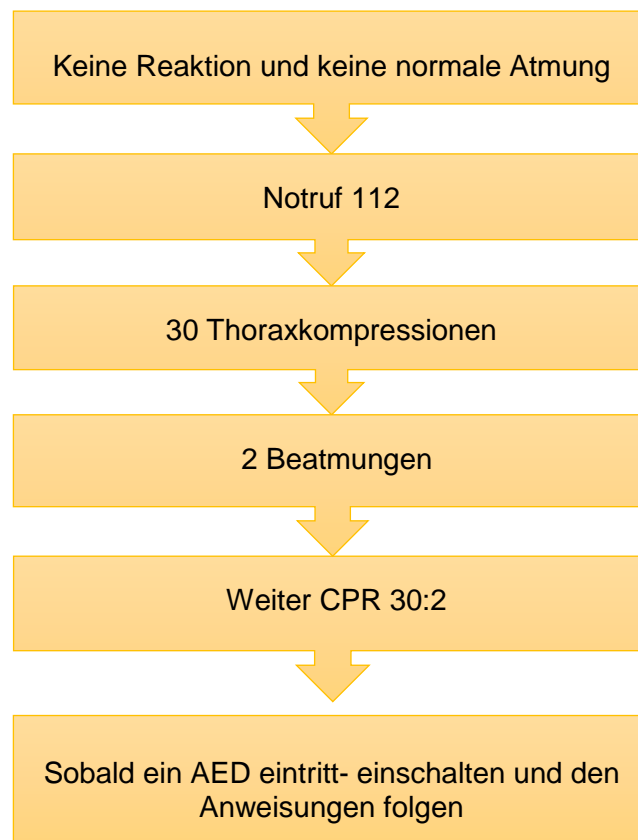 Keine Reaktion und keine normale Atmung
Notruf 112
30 Thoraxkompressionen
2 Beatmungen
Weiter CPR 30:2
Sobald ein AED eintritt- einschalten und den
Anweisungen folgen